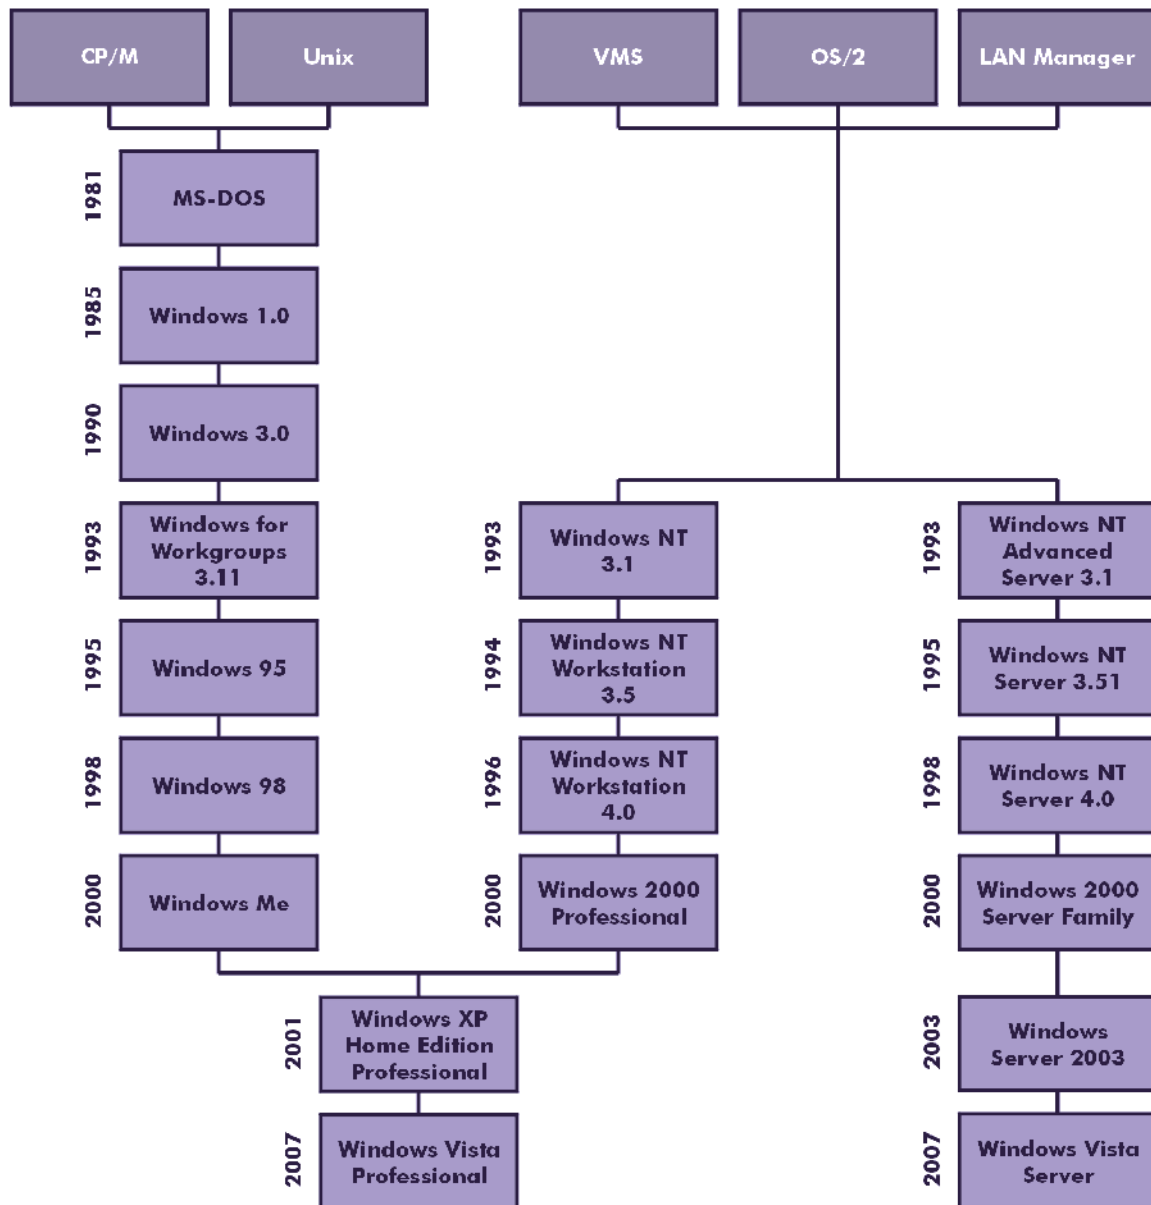 CP/M
Unix
VMS
OS/2
LAN Manager
1981
MS-DOS
1985
Windows 1.0
1990
Windows 3.0
1993
Windows for
Workgroups
3.11
1993
Windows NT
3.1
1993
Windows NT
Advanced
Server 3.1
1995
Windows 95
1994
Windows NT
Workstation
3.5
1995
Windows NT
Server 3.51
1998
Windows 98
1996
Windows NT
Workstation
4.0
1998
Windows NT
Server 4.0
2000
Windows Me
2000
Windows 2000
Professional
2000
Windows 2000
Server Family
2001
Windows XP
Home Edition
Professional
2003
Windows
Server 2003
2007
Windows Vista
Professional
2007
Windows Vista
Server